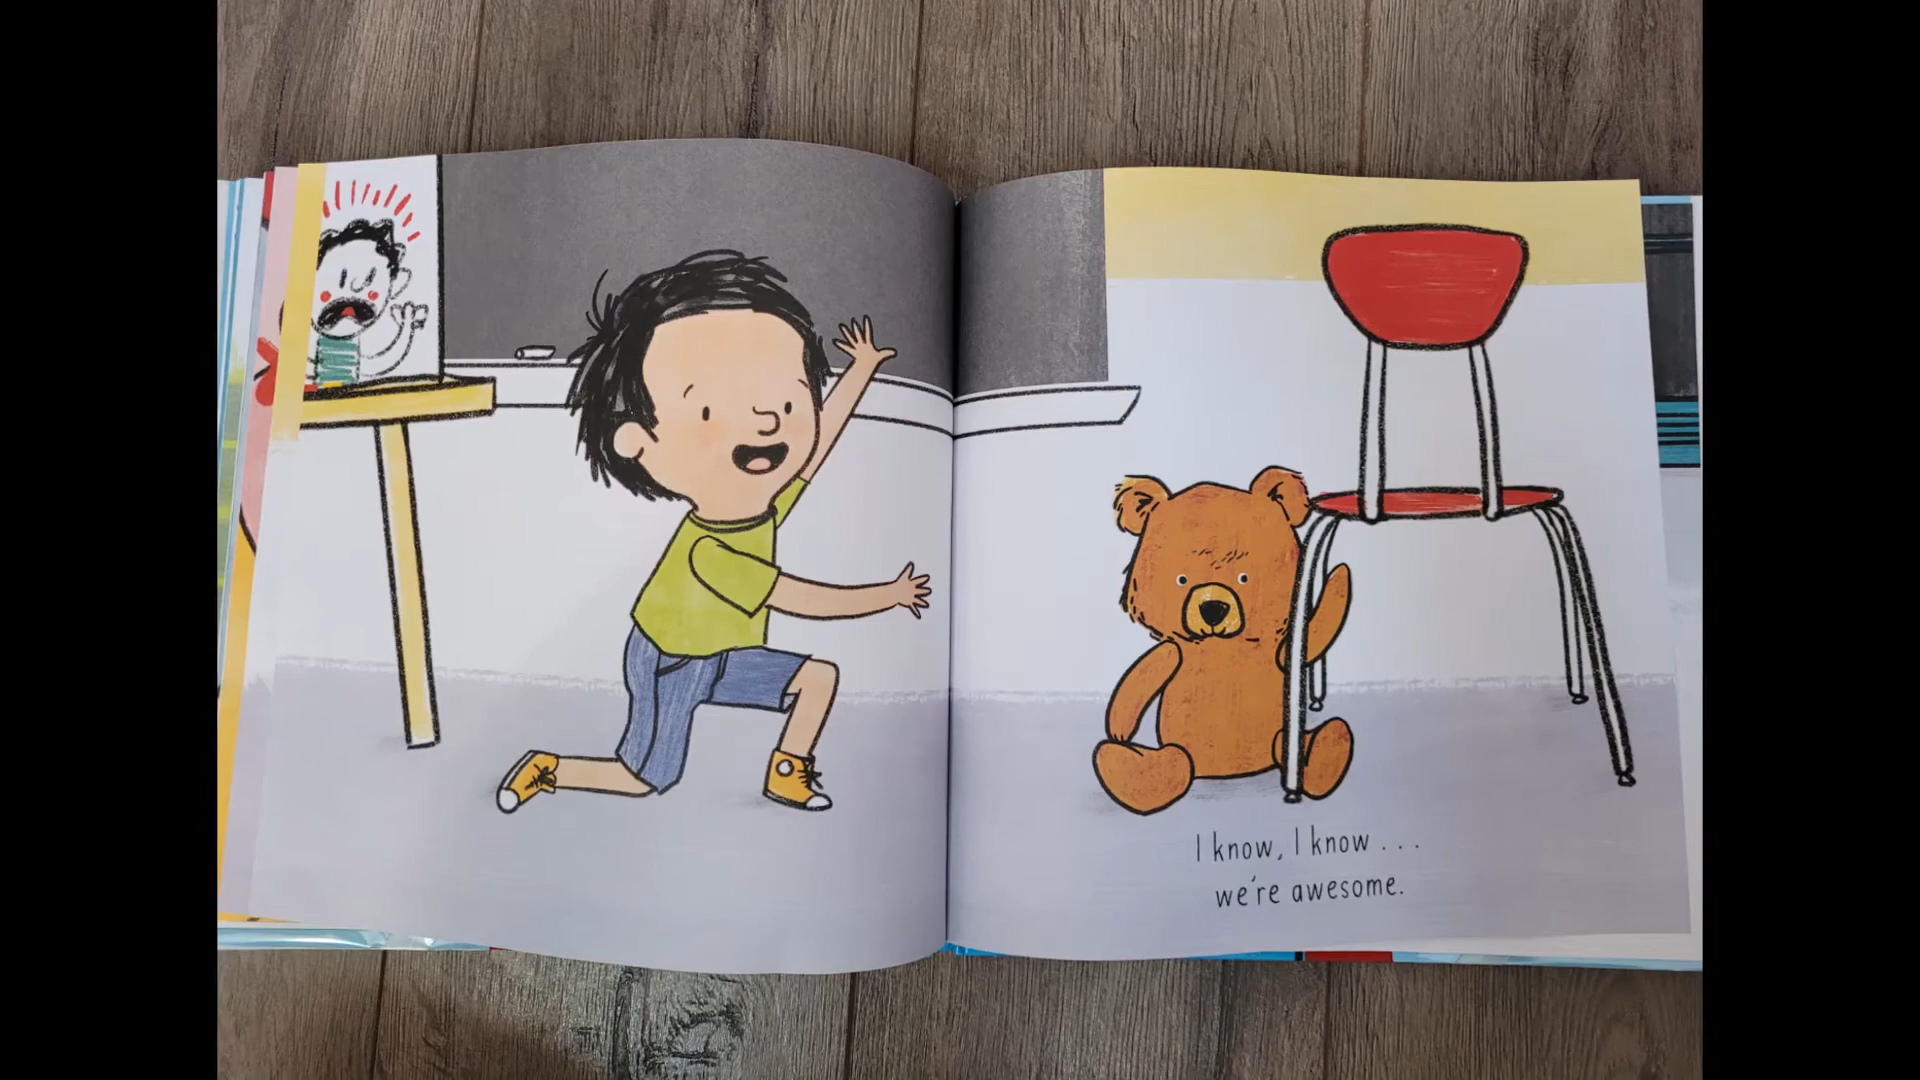 I know, I know . . .
we're awesome.